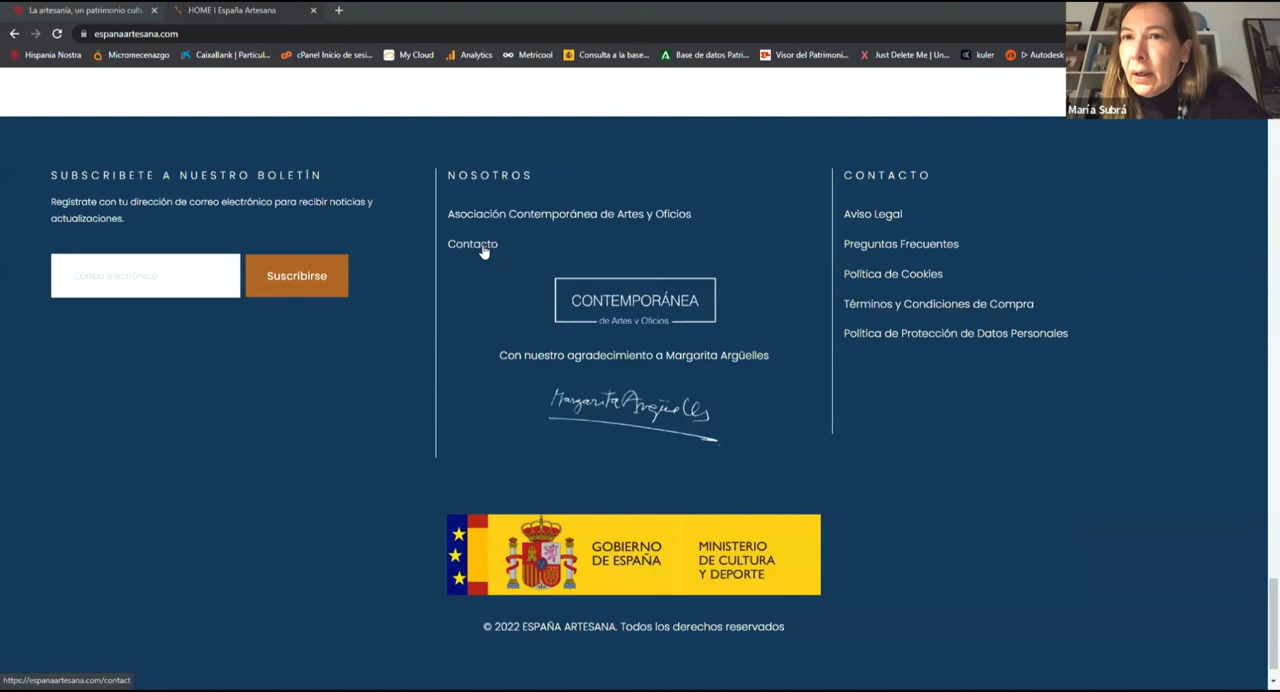 La artesanía, un patrimonio cultu
HOME I España Artesana
espanaartesana.com
Hispania Nostra
Micromecenazgo
CaixaBank | Particul...
cPanel Inicio de sesi...
My Cloud
Analytics
Metricool
Consulta a la base...
Base de datos Patri...
Visor del Patrimoni...
Just Delete Me | Un...
kuler
Autodesk
María Subrá
SUBSCRIBETE A NUESTRO BOLETÍN
Regístrate con tu dirección de correo electrónico para recibir noticias y
actualizaciones.
Correo electrónico
Suscribirse
NOSOTROS
Asociación Contemporánea de Artes y Oficios
Contacto
CONTEMPORÁNEA
de Artes y Oficios
Con nuestro agradecimiento a Margarita Argüelles
Margarita Argüelles
CONTACTO
Aviso Legal
Preguntas Frecuentes
Política de Cookies
Términos y Condiciones de Compra
Política de Protección de Datos Personales
GOBIERNO
DE ESPAÑA
MINISTERIO
DE CULTURA
Y DEPORTE
© 2022 ESPAÑA ARTESANA. Todos los derechos reservados
https://espanaartesana.com/contact